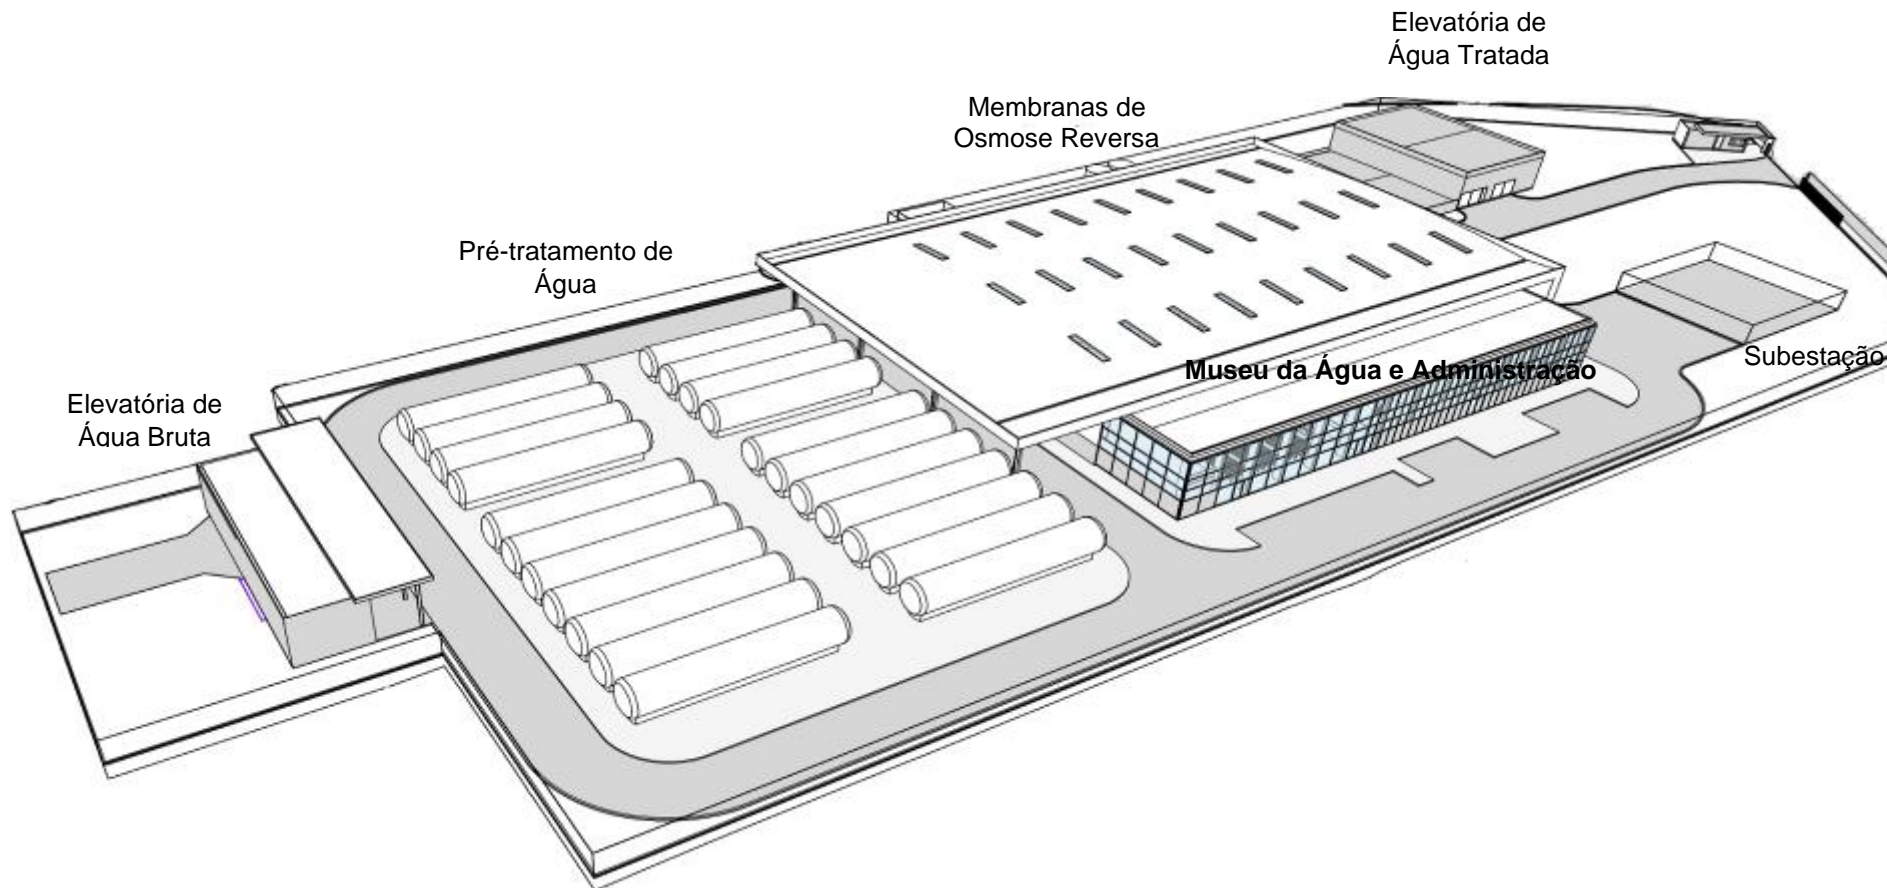 Elevatória de
Água Tratada
Membranas de
Osmose Reversa
Pré-tratamento de
Água
Museu da Água e Administração
Subestação
Elevatória de
Água Bruta